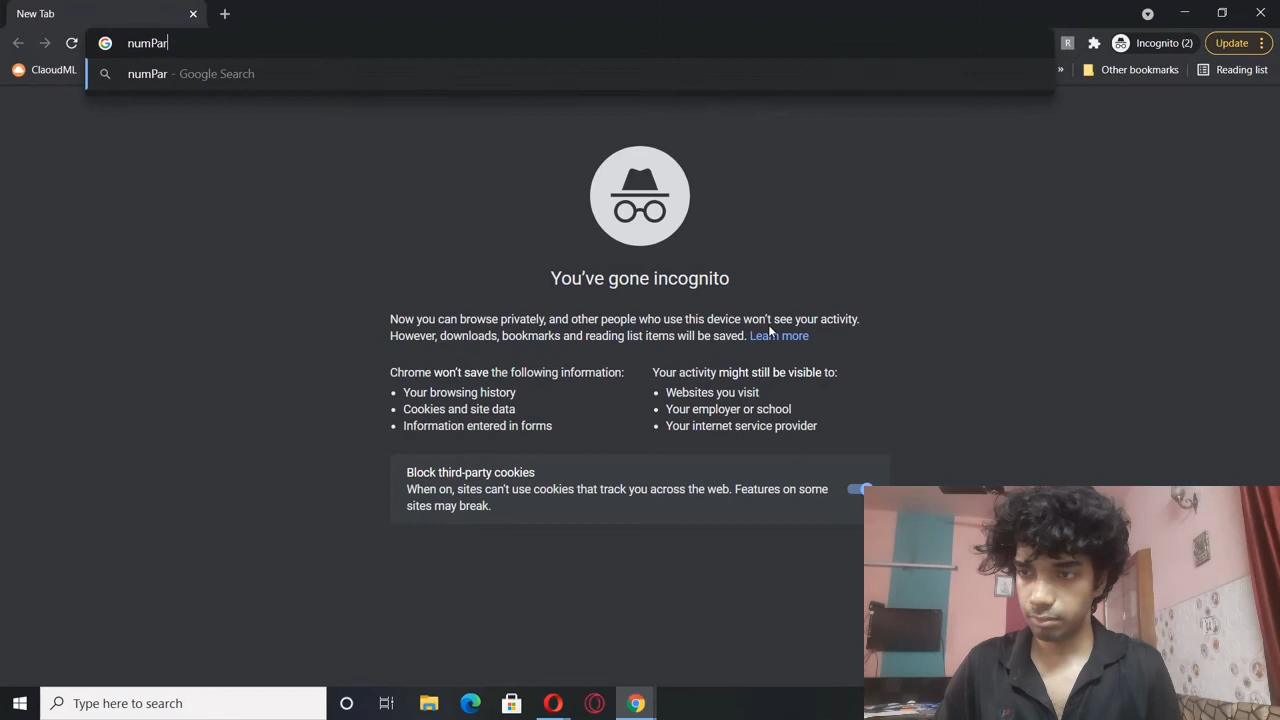 New Tab
numPar
Incognito (2)
Update
numPar - Google Search
ClaoudML
»
Other bookmarks
Reading list
You've gone incognito
Now you can browse privately, and other people who use this device won't see your activity.
However, downloads, bookmarks and reading list items will be saved. Learn more
Chrome won't save the following information:
• Your browsing history
• Cookies and site data
• Information entered in forms
Your activity might still be visible to:
• Websites you visit
• Your employer or school
• Your internet service provider
Block third-party cookies
When on, sites can't use cookies that track you across the web. Features on some
sites may break.
Type here to search
R